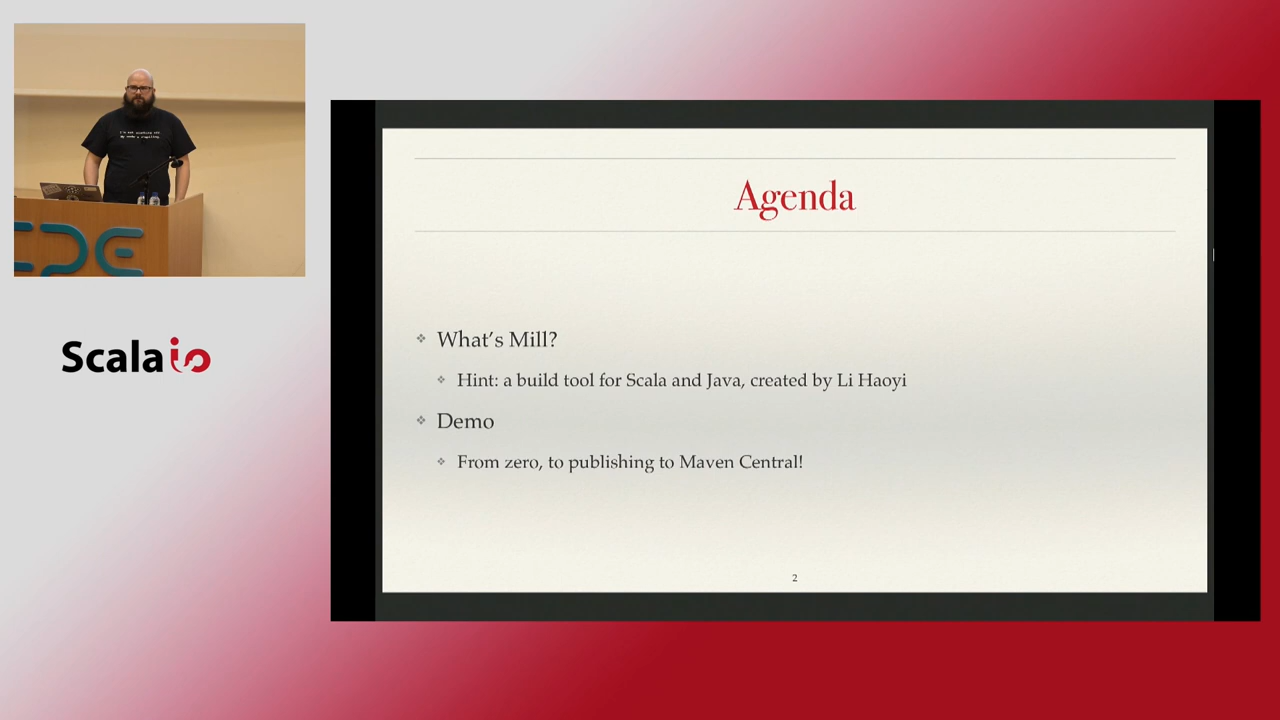 Scala io
Agenda
What's Mill?
Hint: a build tool for Scala and Java, created by Li Haoyi
Demo
From zero, to publishing to Maven Central!
2